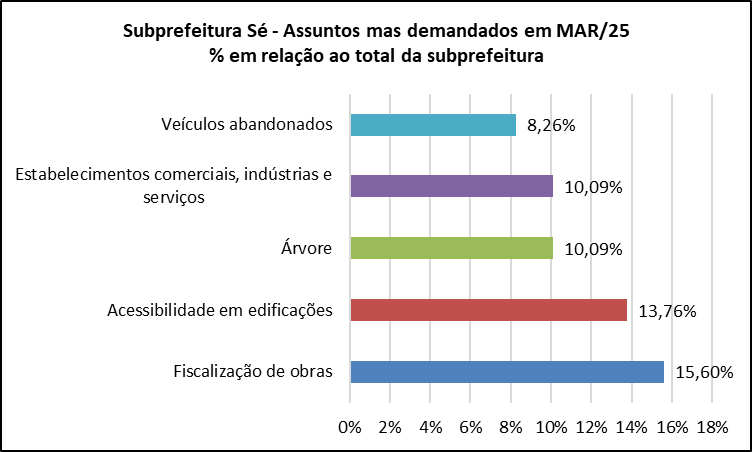 Subprefeitura Sé - Assuntos mas demandados em MAR/25
% em relação ao total da subprefeitura
Veículos abandonados
8,26%
Estabelecimentos comerciais, indústrias e
serviços
10,09%
Árvore
10,09%
Acessibilidade em edificações
13,76%
Fiscalização de obras
15,60%
0% 2% 4% 6% 8% 10% 12% 14% 16% 18%